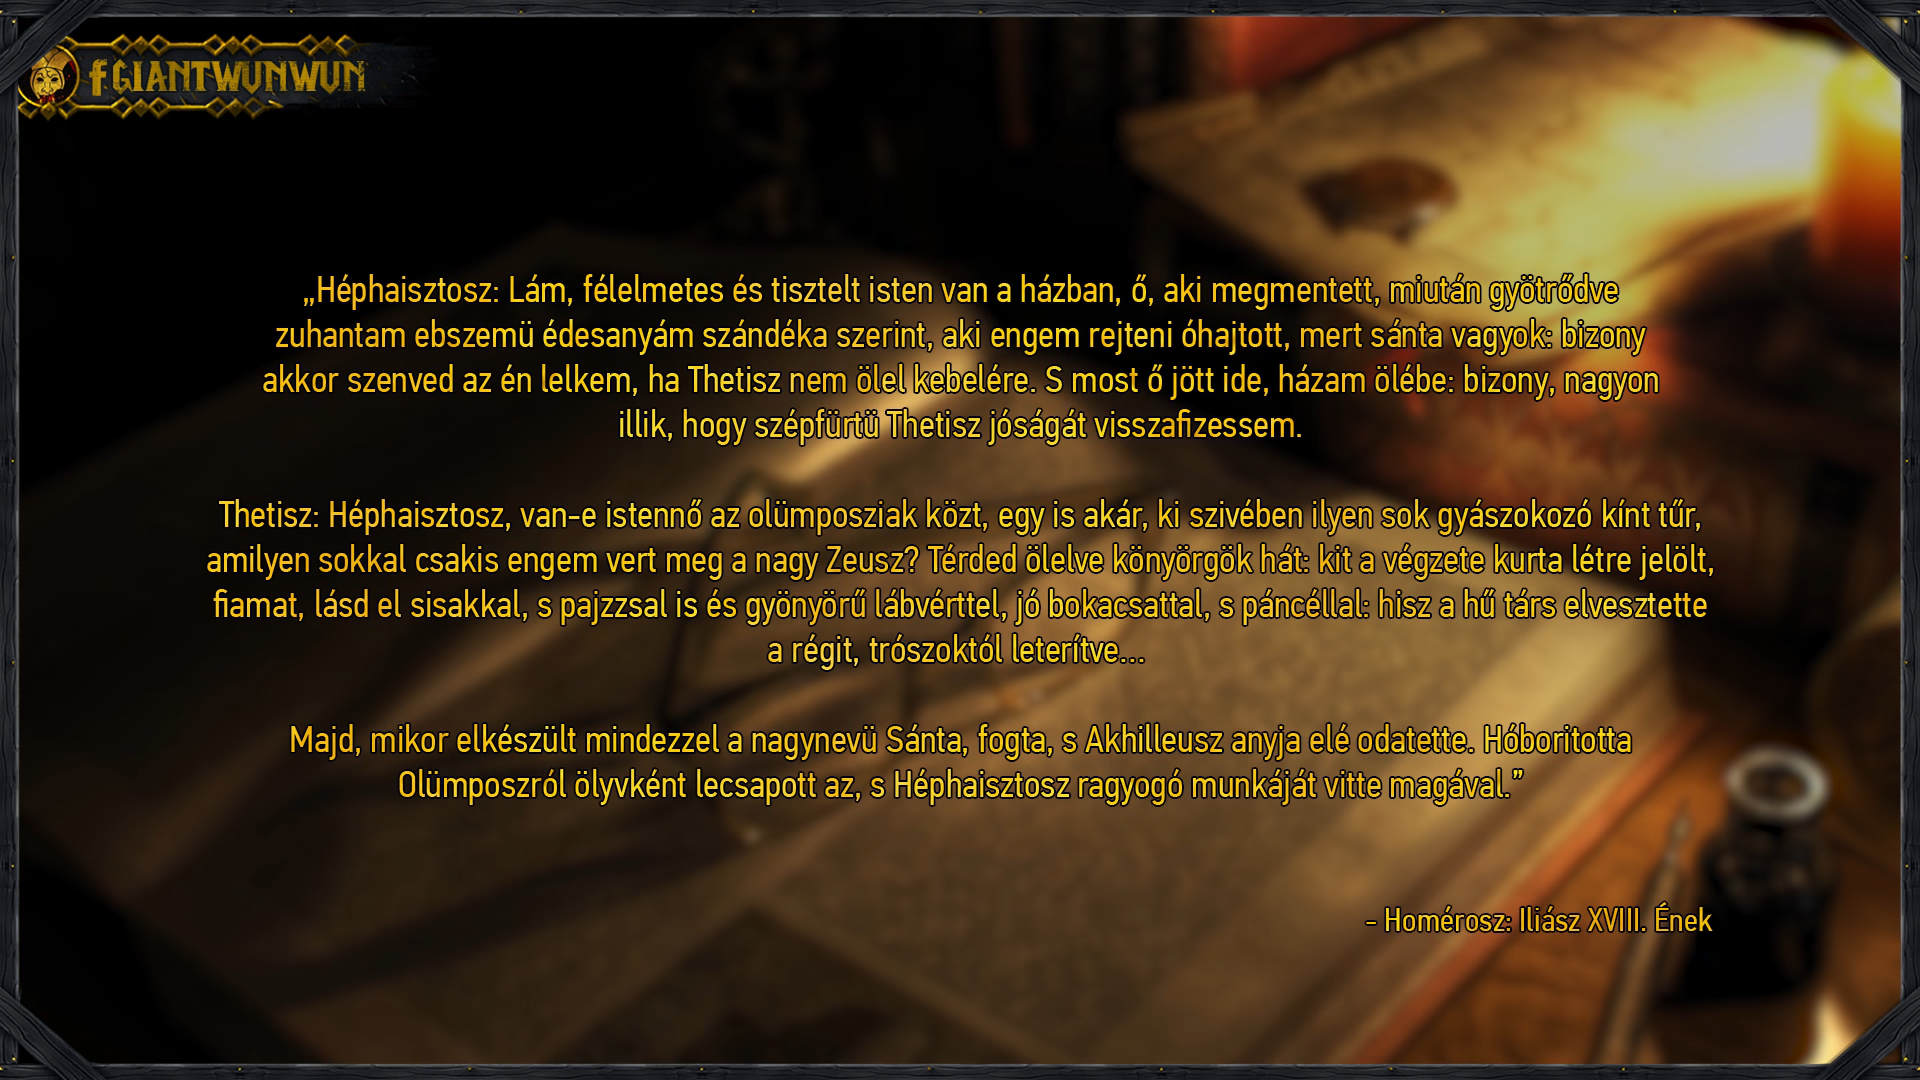 fGIANTWUNWUN
„Héphaisztosz: Lám, félelmetes és tisztelt isten van a házban, ő, aki megmentett, miután gyötrődve
zuhantam ebszemü édesanyám szándéka szerint, aki engem rejteni óhajtott, mert sánta vagyok: bizony
akkor szenved az én lelkem, ha Thetisz nem ölel kebelére. S most ő jött ide, házam ölébe: bizony, nagyon
illik, hogy szépfürtü Thetisz jóságát visszafizessem.
Thetisz: Héphaisztosz, van-e istennő az olümposziak közt, egy is akár, ki szivében ilyen sok gyászokozó kínt tűr,
amilyen sokkal csakis engem vert meg a nagy Zeusz? Térded ölelve könyörgök hát: kit a végzete kurta létre jelölt,
fiamat, lásd el sisakkal, s pajzzsal is és gyönyörű lábvérttel, jó bokacsattal, s páncéllal: hisz a hű társ elvesztette
a régit, trószoktól leterítve...
Majd, mikor elkészült mindezzel a nagynevü Sánta, fogta, s Akhilleusz anyja elé odatette. Hóboritotta
Olümposzról ölyvként lecsapott az, s Héphaisztosz ragyogó munkáját vitte magával.”
- Homérosz: Iliász XVIII. Ének